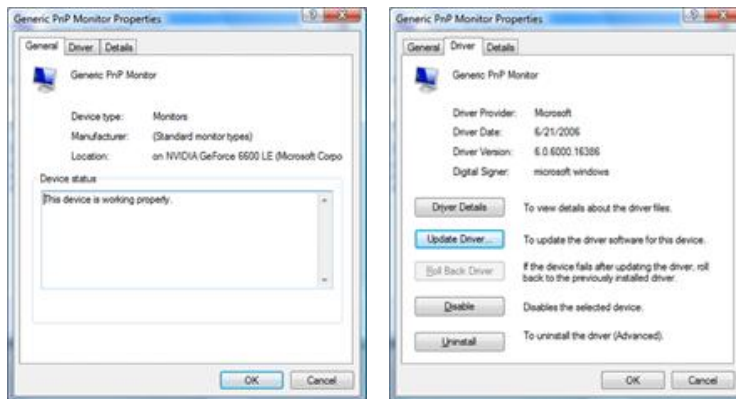 Generic PnP Monitor Properties
General Driver Details
Generic PnP Monitor
Device type: Monitors
Manufacturer: (Standard monitor types)
Location: on NVIDIA GeForce 6600 LE (Microsoft Corpo
Device status
This device is working properly.
OK Cancel
Generic PnP Monitor Properties
General Driver Details
Generic PnP Monitor
Driver Provider: Microsoft
Driver Date: 6/21/2006
Driver Version: 6.0.6000.16386
Digital Signer: microsoft windows
Driver Details To view details about the driver files.
Update Driver... To update the driver software for this device.
Roll Back Driver If the device fails after updating the driver, roll
back to the previously installed driver.
Disable Disables the selected device.
Uninstall To uninstall the driver (Advanced).
OK Cancel